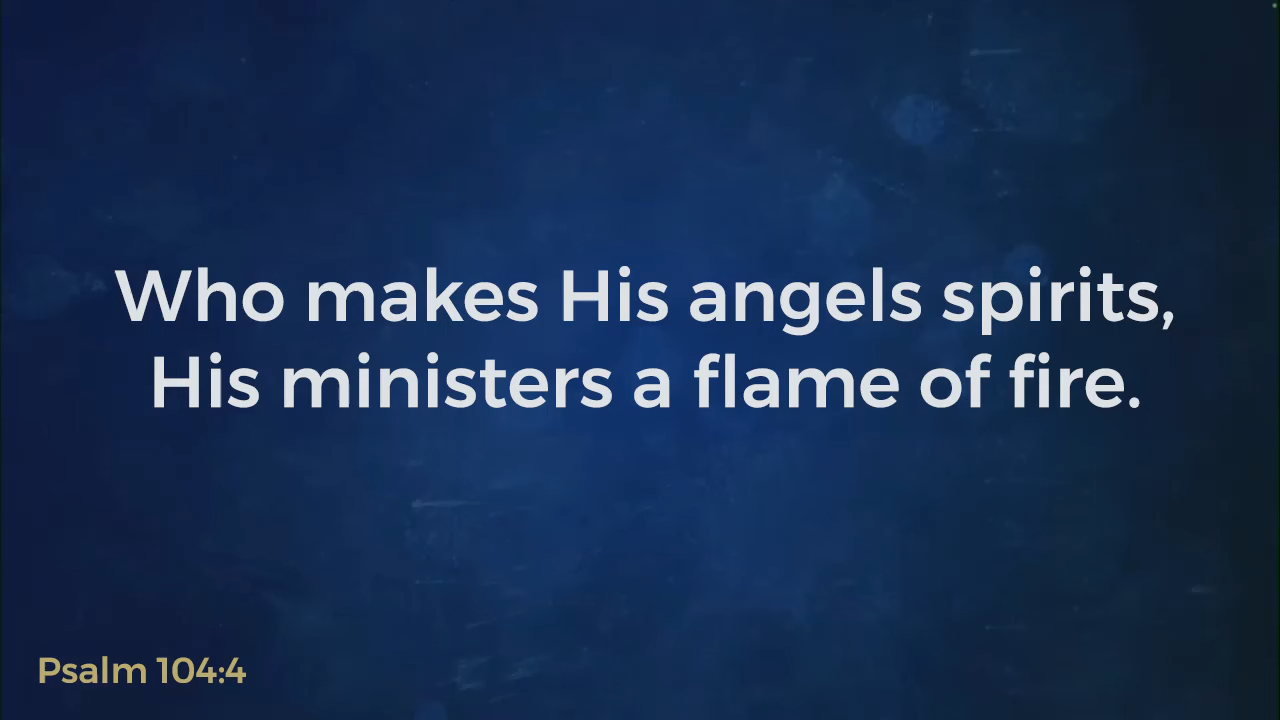 Who makes His angels spirits,
His ministers a flame of fire.
Psalm 104:4